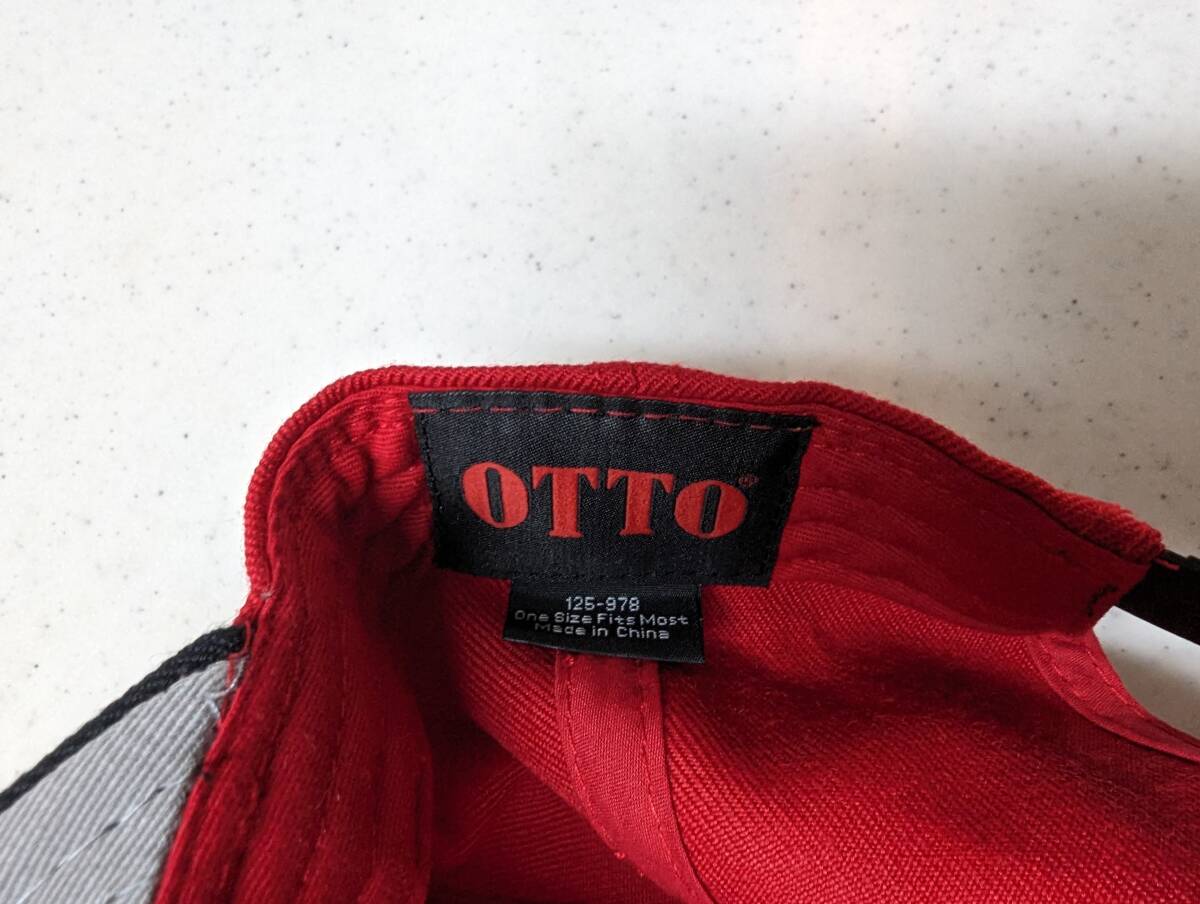 OTTO®
125-978
One Size Fits Most
Made in China